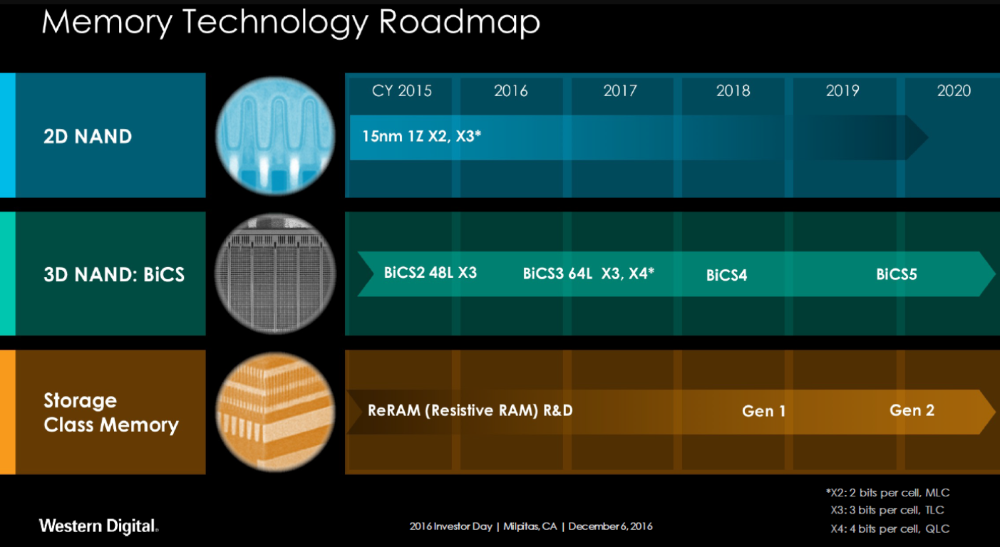 Memory Technology Roadmap
CY 2015 2016 2017 2018 2019 2020
2D NAND
15nm 1Z X2, X3*
3D NAND: BiCS
BiCS2 48L X3 BiCS3 64L X3, X4* BiCS4 BiCS5
Storage
Class Memory
ReRAM (Resistive RAM) R&D Gen 1 Gen 2
*X2: 2 bits per cell, MLC
X3: 3 bits per cell, TLC
X4: 4 bits per cell, QLC
Western Digital.
2016 Investor Day | Milpitas, CA | December 6, 2016